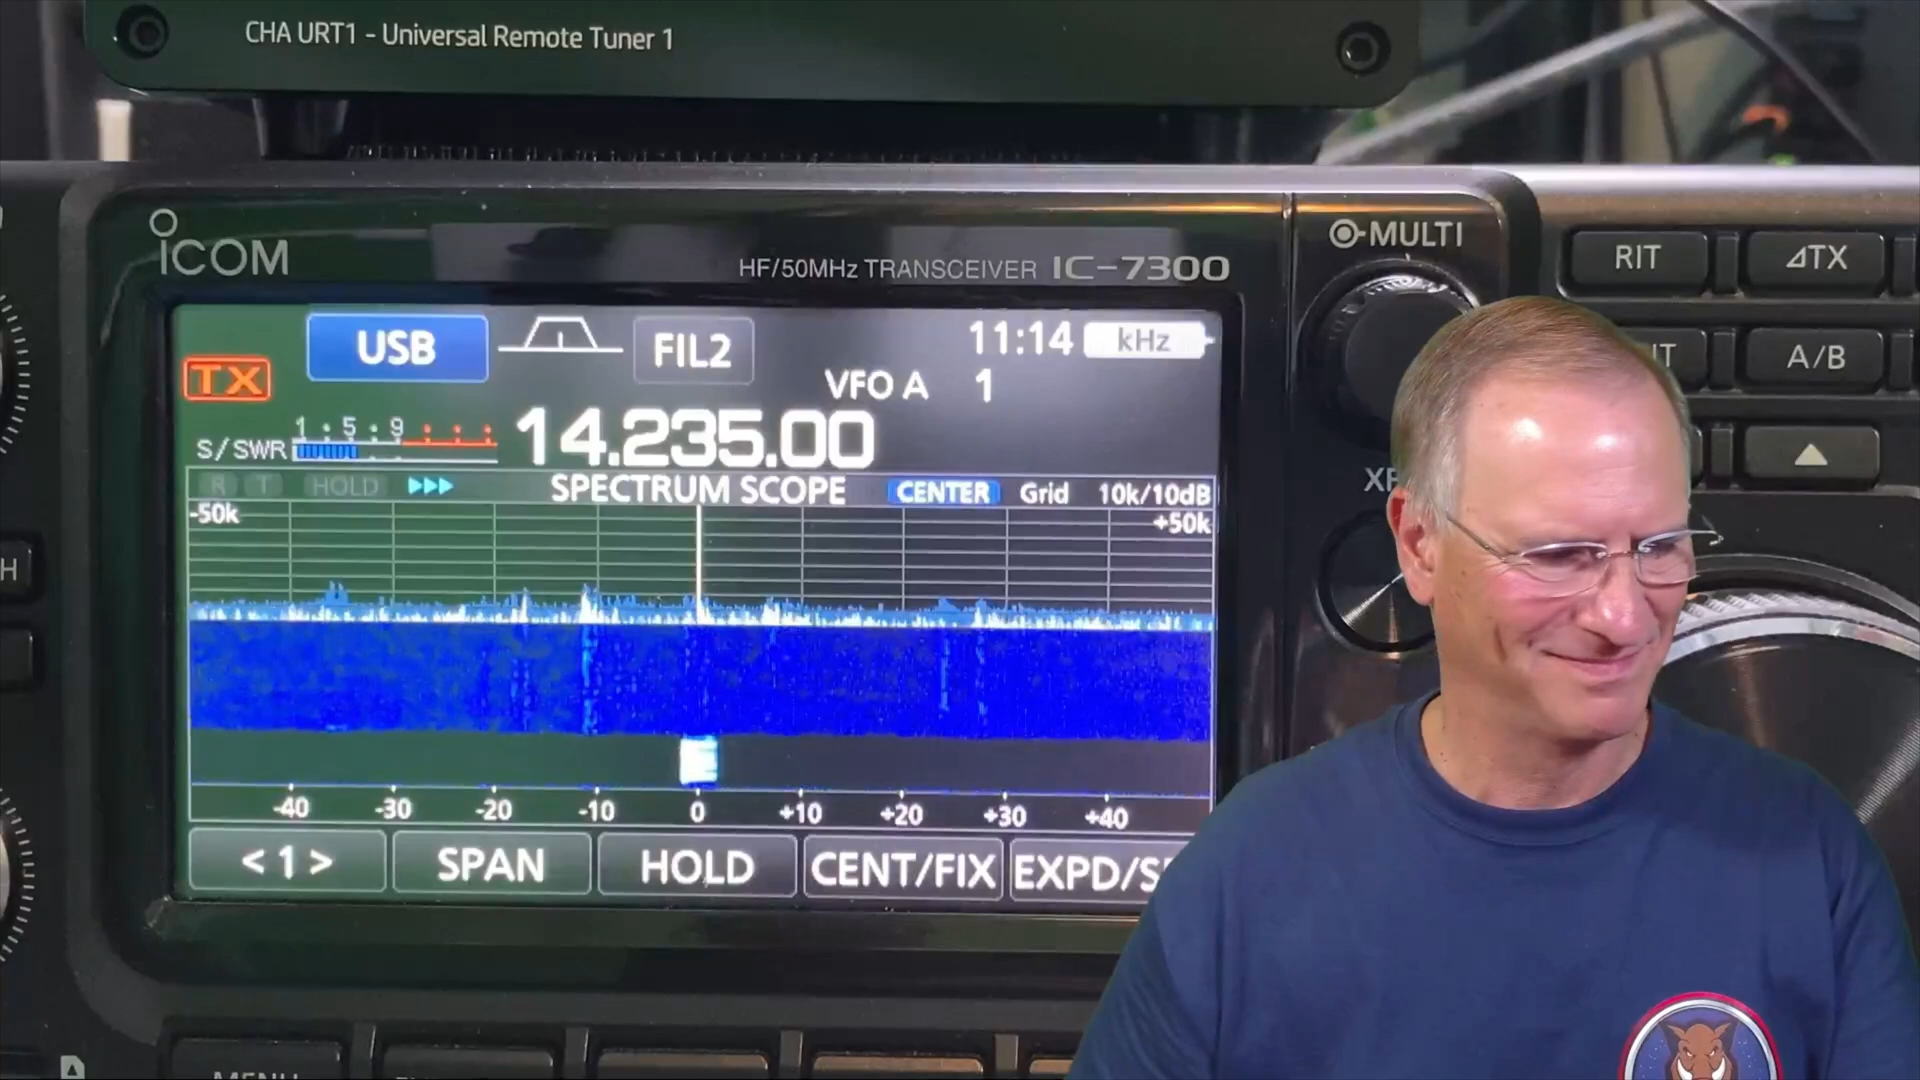 CHA URT1 - Universal Remote Tuner 1
ICOM
HF/50MHz TRANSCEIVER IC-7300
MULTI
RIT
⊿TX
A/B
USB
FIL2
11:14
kHz
TX
VFO A 1
1 : 5 : 9
S/SWR
14.235.00
R T HOLD
SPECTRUM SCOPE
CENTER Grid 10k/10dB
-50k
+50k
-40 -30 -20 -10 0 +10 +20 +30 +40
<1>
SPAN
HOLD
CENT/FIX
EXPD/S
H
MENU